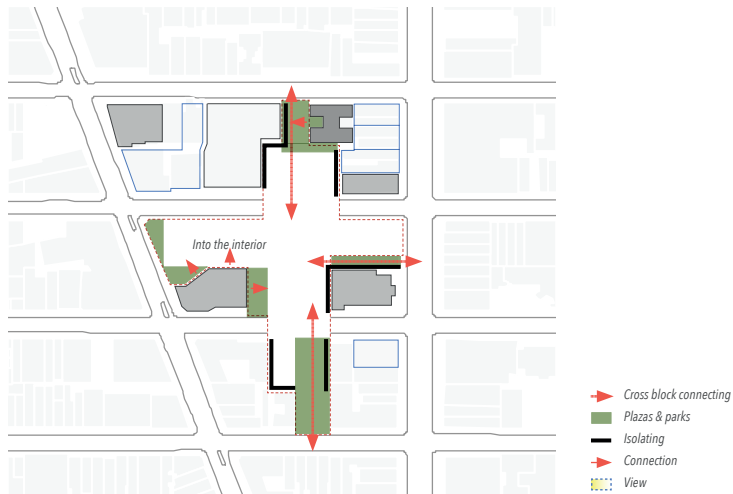 Into the interior
Cross block connecting
Plazas & parks
Isolating
Connection
View